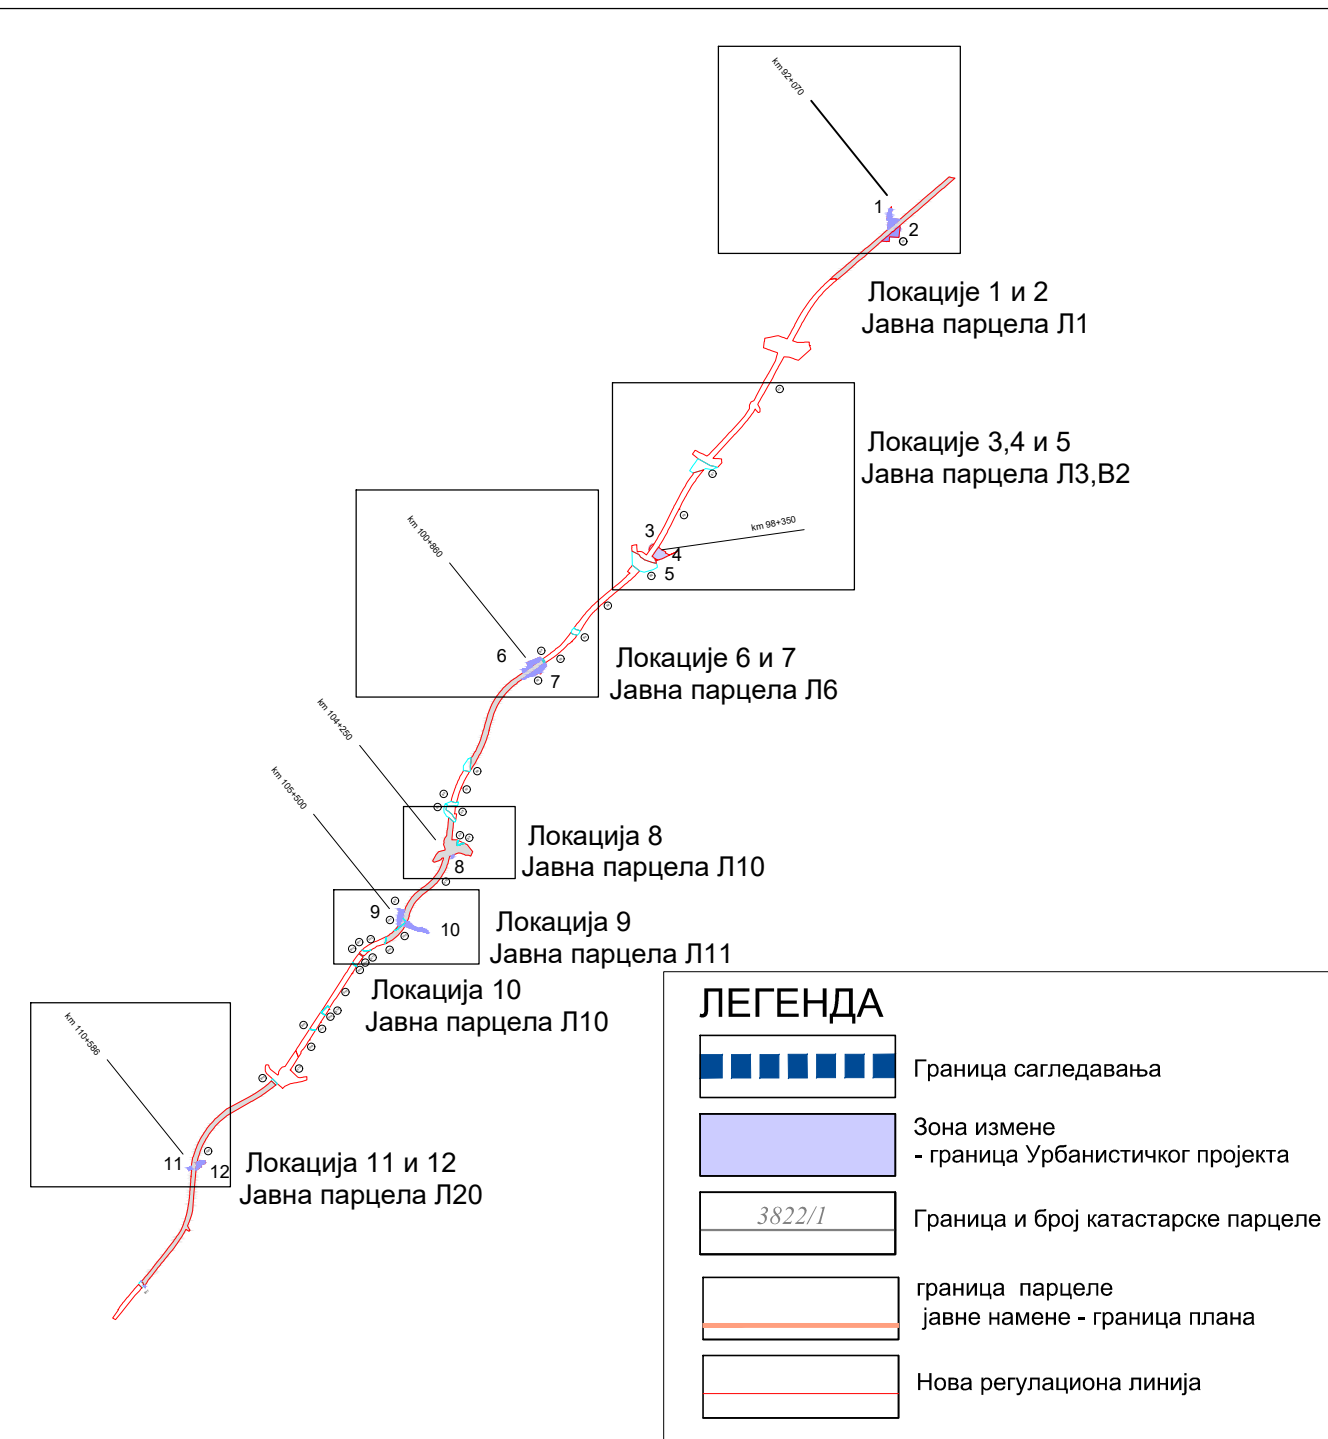 km 92+070
1
2
Локације 1 и 2
Јавна парцела Л1
Локације 3,4 и 5
Јавна парцела Л3,В2
km 98+350
3
4
5
km 100+860
6
7
Локације 6 и 7
Јавна парцела Л6
km 104+250
km 105+500
8
Локација 8
Јавна парцела Л10
9
10
Локација 9
Јавна парцела Л11
Локација 10
Јавна парцела Л10
km 110+586
11
12
Локација 11 и 12
Јавна парцела Л20
ЛЕГЕНДА
Граница сагледавања
Зона измене
- граница Урбанистичког пројекта
3822/1
Граница и број катастарске парцеле
граница парцеле
јавне намене - граница плана
Нова регулациона линија